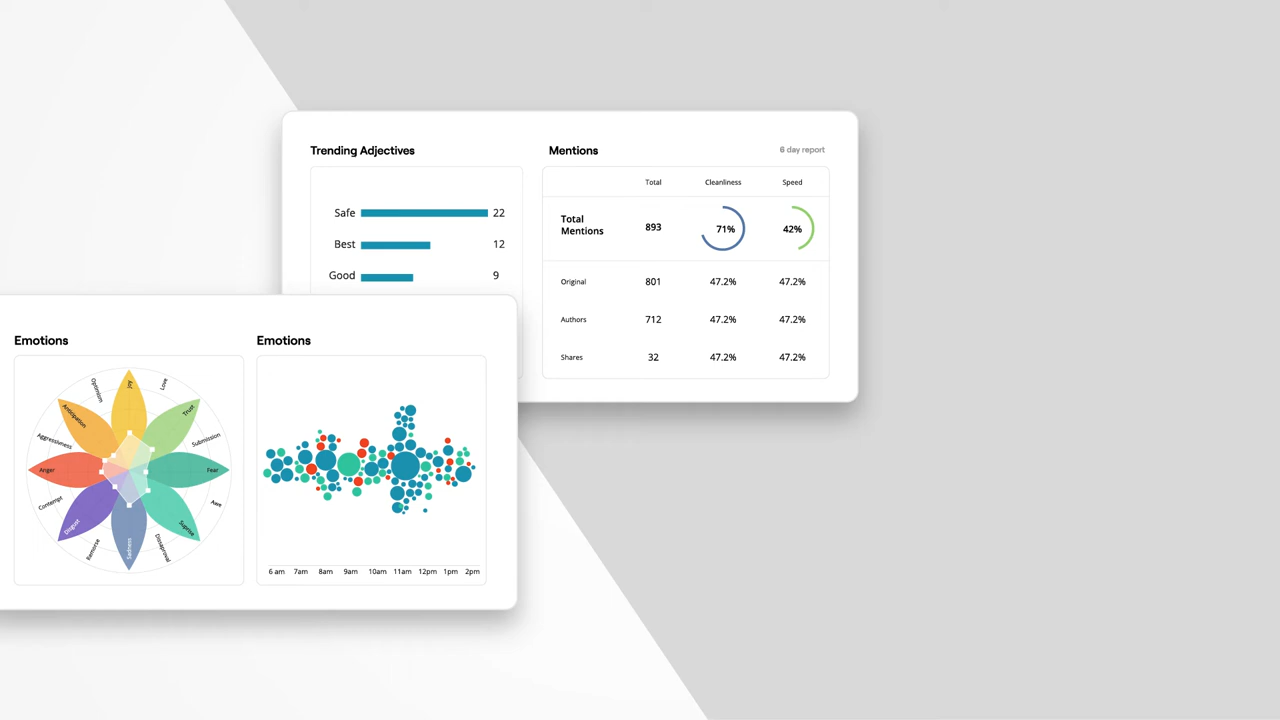 Trending Adjectives
Safe 22
Best 12
Good 9
Mentions
6 day report
Total Cleanliness Speed
Total
Mentions
893 71% 42%
Original 801 47.2% 47.2%
Authors 712 47.2% 47.2%
Shares 32 47.2% 47.2%
Emotions
Joy
Love
Trust
Submission
Fear
Awe
Suprise
Dissaproval
Sadness
Remorse
Disgust
Contempt
Anger
Aggressivness
Anticipation
Optimism
Emotions
6 am 7am 8am 9am 10am 11am 12pm 1pm 2pm